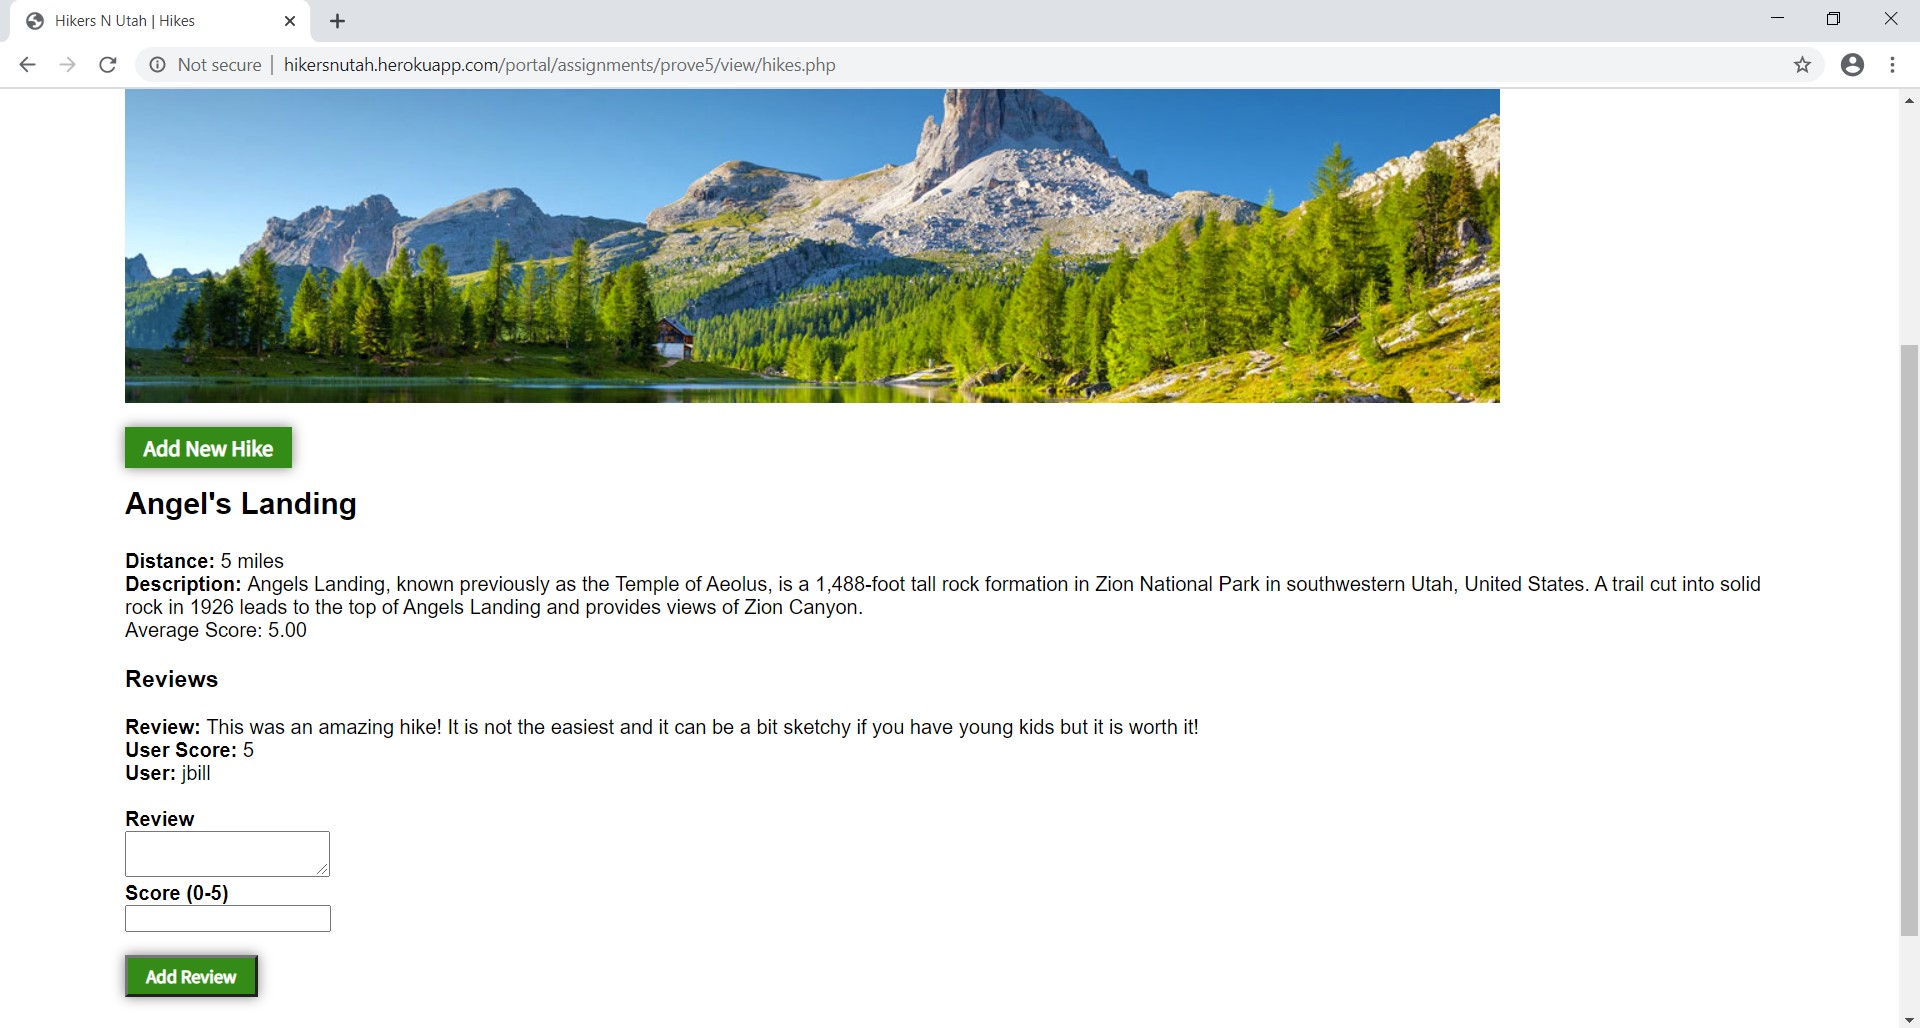 Hikers N Utah | Hikes
Not secure | hikersnutah.herokuapp.com/portal/assignments/prove5/view/hikes.php
Add New Hike
Angel's Landing
Distance: 5 miles
Description: Angels Landing, known previously as the Temple of Aeolus, is a 1,488-foot tall rock formation in Zion National Park in southwestern Utah, United States. A trail cut into solid
rock in 1926 leads to the top of Angels Landing and provides views of Zion Canyon.
Average Score: 5.00
Reviews
Review: This was an amazing hike! It is not the easiest and it can be a bit sketchy if you have young kids but it is worth it!
User Score: 5
User: jbill
Review
Score (0-5)
Add Review